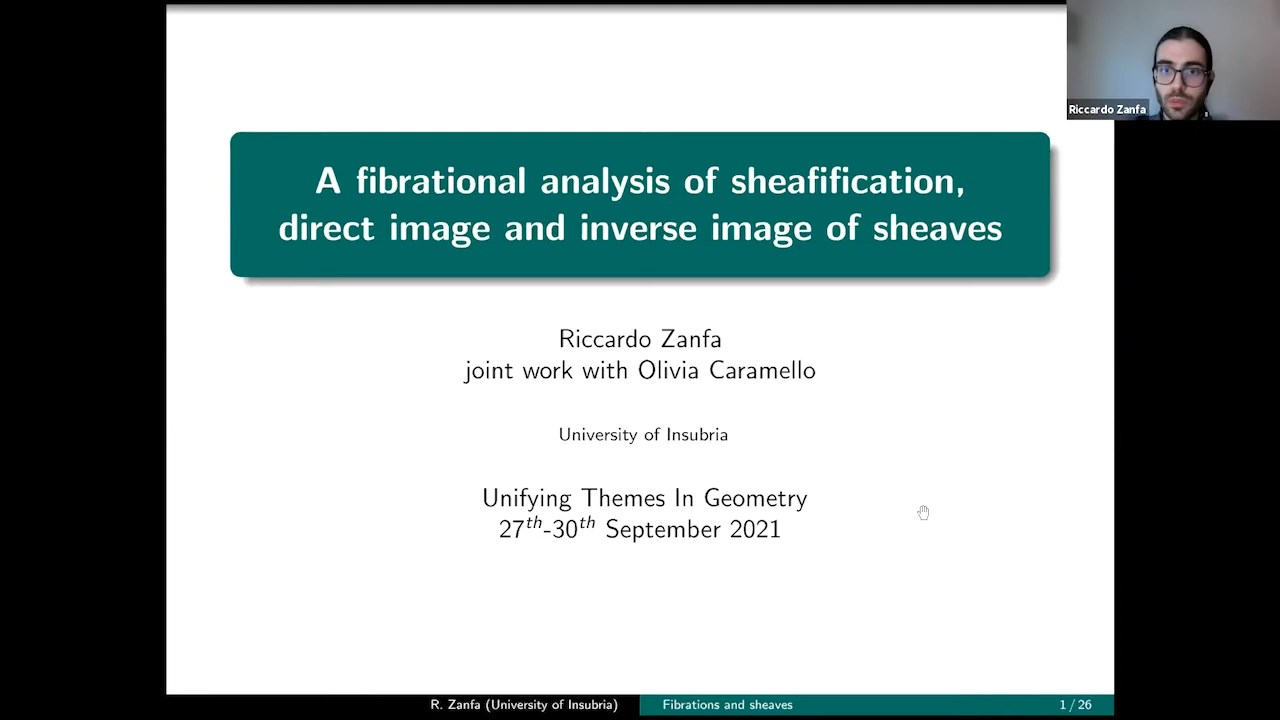 Riccardo Zanfa
A fibrational analysis of sheafification,
direct image and inverse image of sheaves
Riccardo Zanfa
joint work with Olivia Caramello
University of Insubria
Unifying Themes In Geometry
27th-30th September 2021
R. Zanfa (University of Insubria)
Fibrations and sheaves
1 / 26